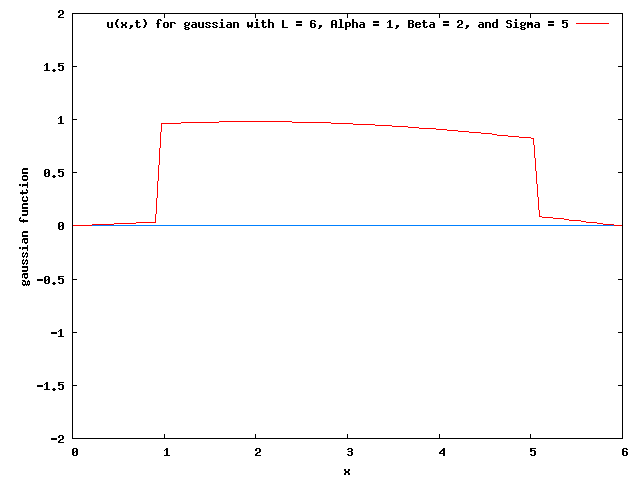 u(x,t) for gaussian with L = 6, Alpha = 1, Beta = 2, and Sigma = 5
2
1.5
1
0.5
0
-0.5
-1
-1.5
-2
gaussian function
0 1 2 3 4 5 6
x